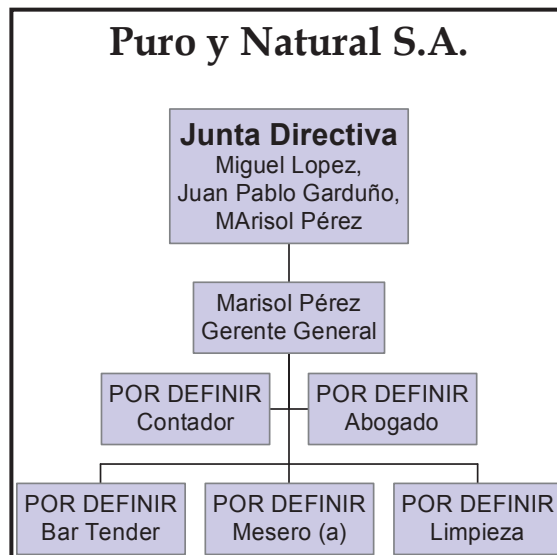 Puro y Natural S.A.
Junta Directiva
Miguel Lopez,
Juan Pablo Garduño,
MArisol Pérez
Marisol Pérez
Gerente General
POR DEFINIR
Contador
POR DEFINIR
Abogado
POR DEFINIR
Bar Tender
POR DEFINIR
Mesero (a)
POR DEFINIR
Limpieza